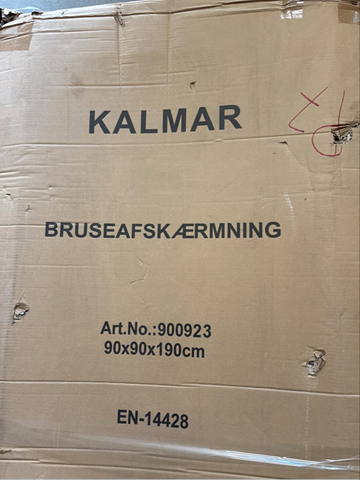 KALMAR
BRUSEAFSKÆRMNING
Art.No.:900923
90x90x190cm
EN-14428